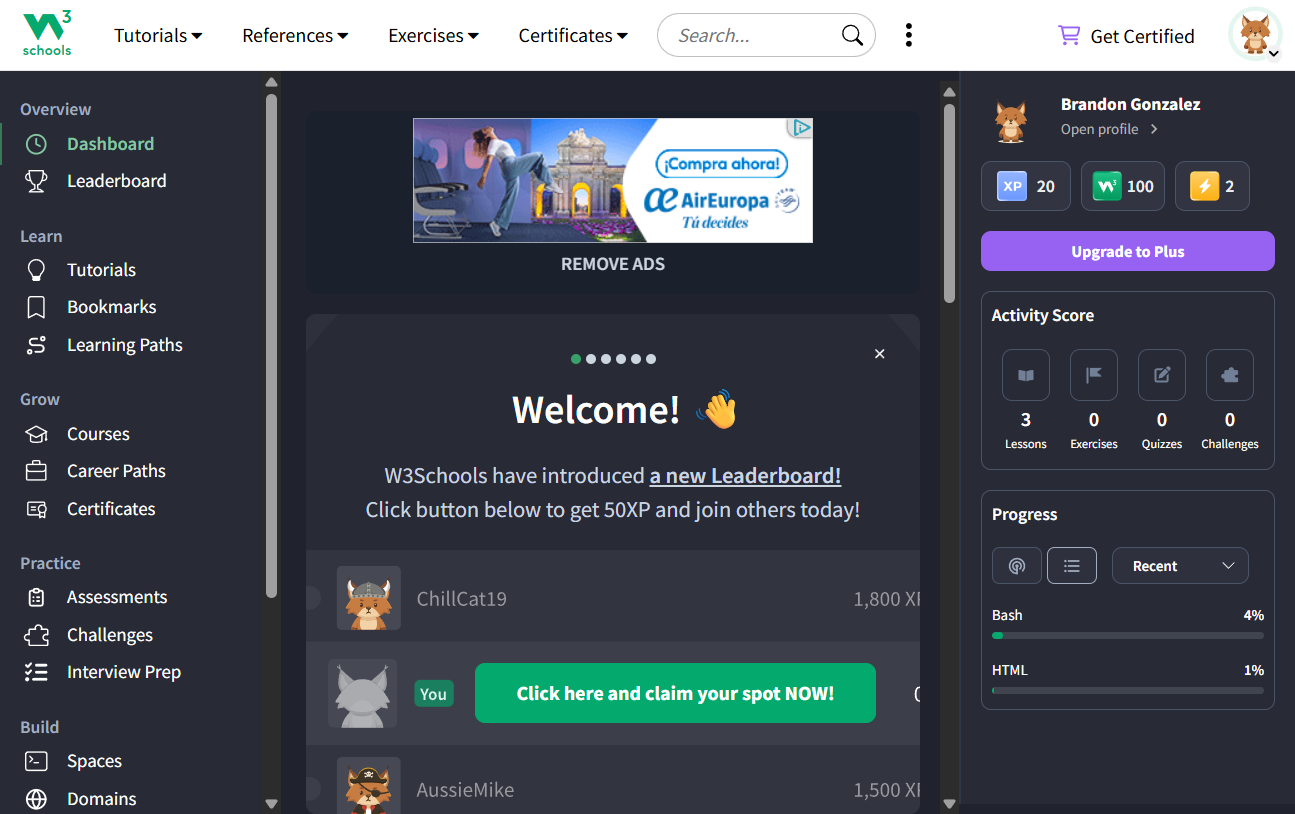 W3
schools
Tutorials
References
Exercises
Certificates
Search...
Get Certified
Overview
Dashboard
Leaderboard
Learn
Tutorials
Bookmarks
Learning Paths
Grow
Courses
Career Paths
Certificates
Practice
Assessments
Challenges
Interview Prep
Build
Spaces
Domains
¡Compra ahora!
AirEuropa
Tú decides
REMOVE ADS
Welcome! 👋
W3Schools have introduced a new Leaderboard!
Click button below to get 50XP and join others today!
ChillCat19
1,800 XP
You
Click here and claim your spot NOW!
AussieMike
1,500 XP
Brandon Gonzalez
Open profile
XP 20
W3 100
2
Upgrade to Plus
Activity Score
3
Lessons
0
Exercises
0
Quizzes
0
Challenges
Progress
Recent
Bash 4%
HTML 1%